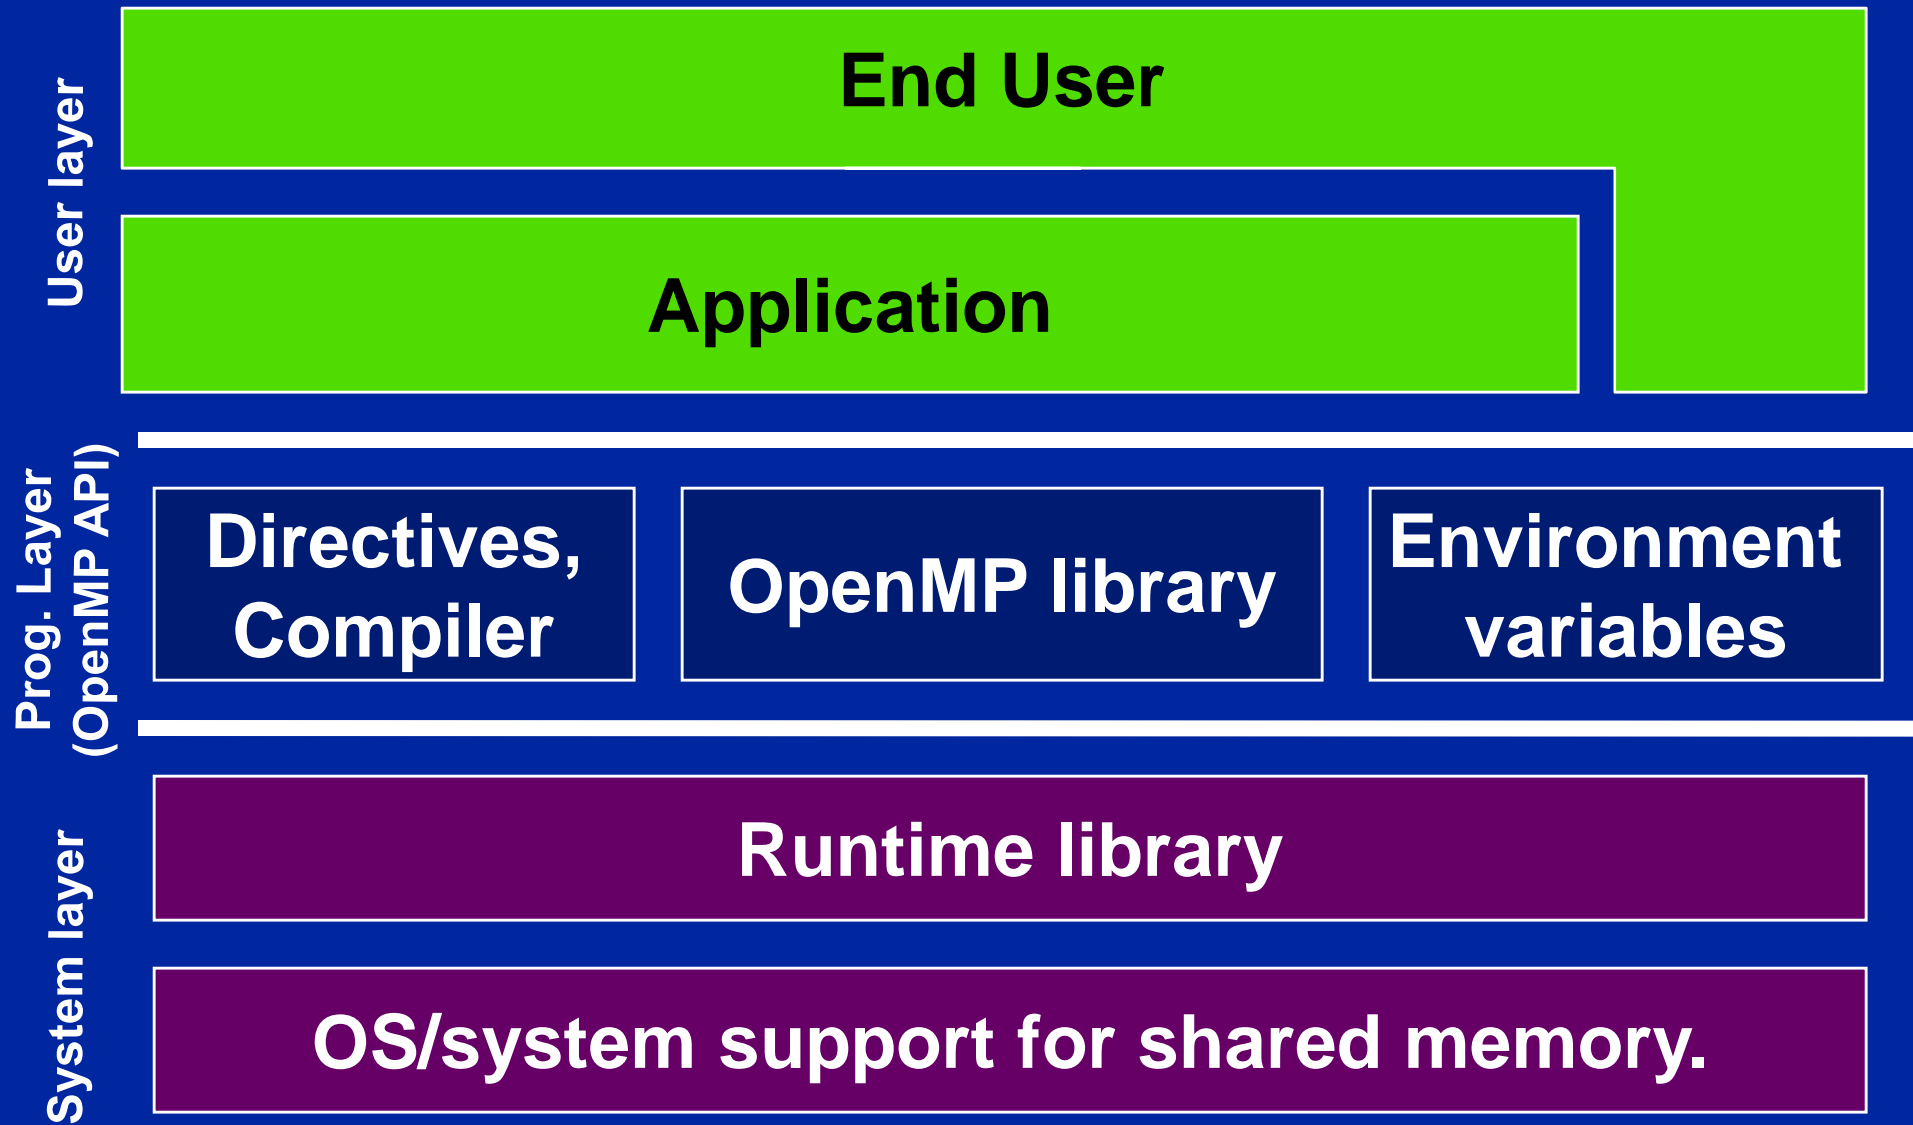 User layer
End User
Application
Prog. Layer
(OpenMP API)
Directives,
Compiler
OpenMP library
Environment
variables
System layer
Runtime library
OS/system support for shared memory.